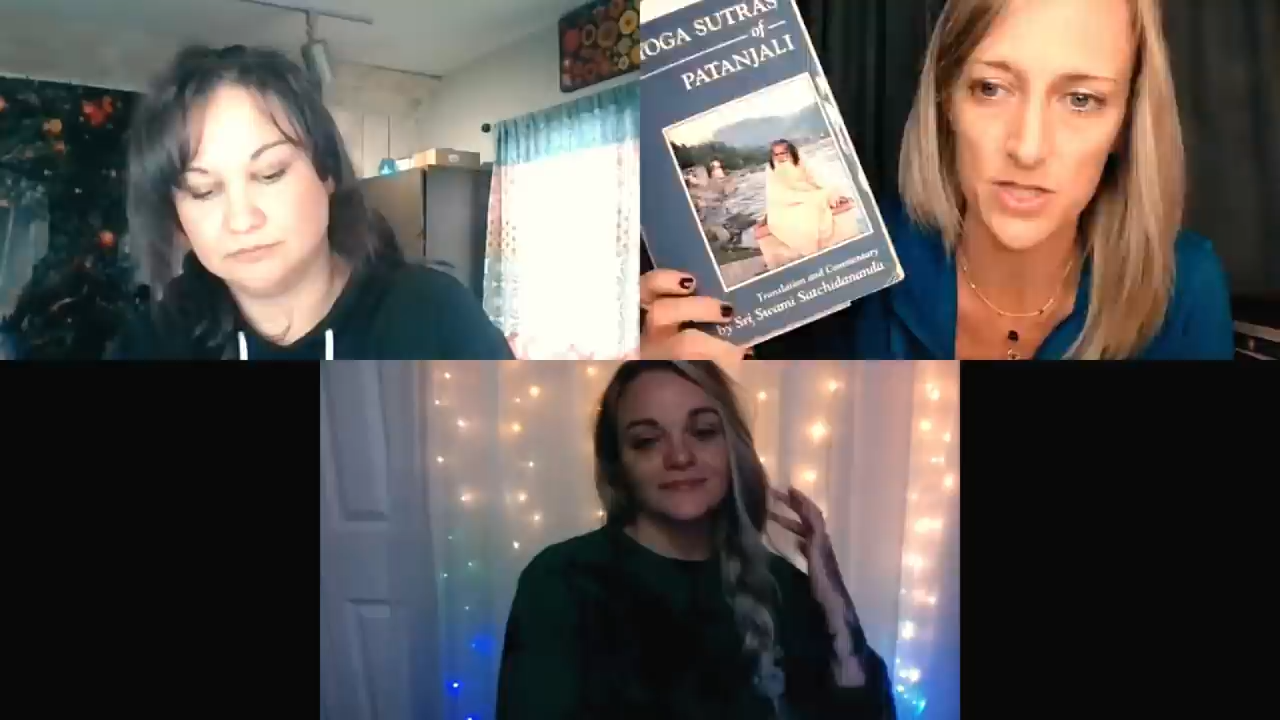 YOGA SUTRAS
of
PATANJALI
Translation and Commentary
by Sri Swami Satchidananda